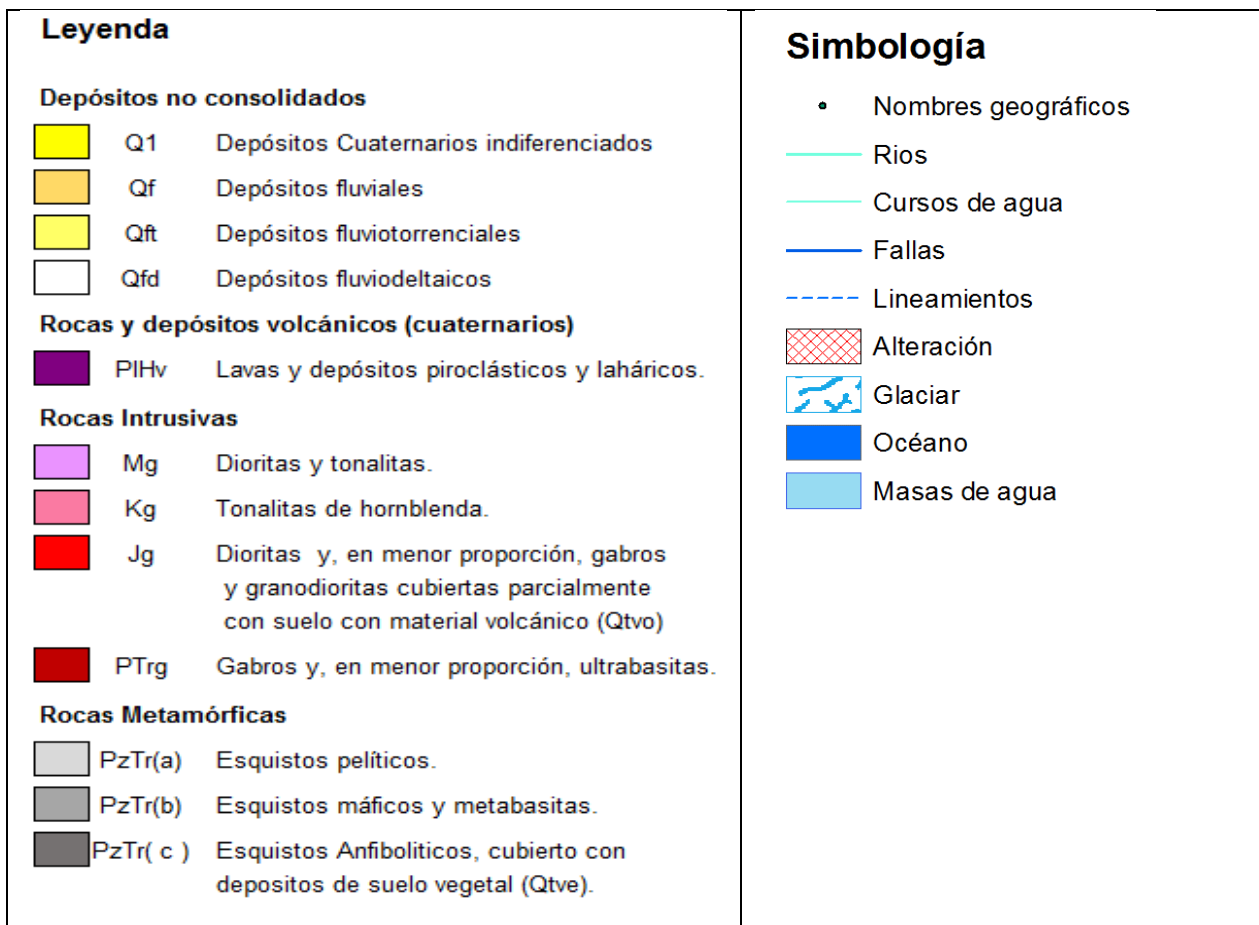 Leyenda
Depósitos no consolidados
Q1 Depósitos Cuaternarios indiferenciados
Qf Depósitos fluviales
Qft Depósitos fluviotorrenciales
Qfd Depósitos fluviodeltaicos
Rocas y depósitos volcánicos (cuaternarios)
PlHv Lavas y depósitos piroclásticos y laháricos.
Rocas Intrusivas
Mg Dioritas y tonalitas.
Kg Tonalitas de hornblenda.
Jg Dioritas y, en menor proporción, gabros
y granodioritas cubiertas parcialmente
con suelo con material volcánico (Qtvo)
PTrg Gabros y, en menor proporción, ultrabasitas.
Rocas Metamórficas
PzTr(a) Esquistos pelíticos.
PzTr(b) Esquistos máficos y metabasitas.
PzTr( c ) Esquistos Anfiboliticos, cubierto con
depositos de suelo vegetal (Qtve).
Simbología
Nombres geográficos
Rios
Cursos de agua
Fallas
Lineamientos
Alteración
Glaciar
Océano
Masas de agua